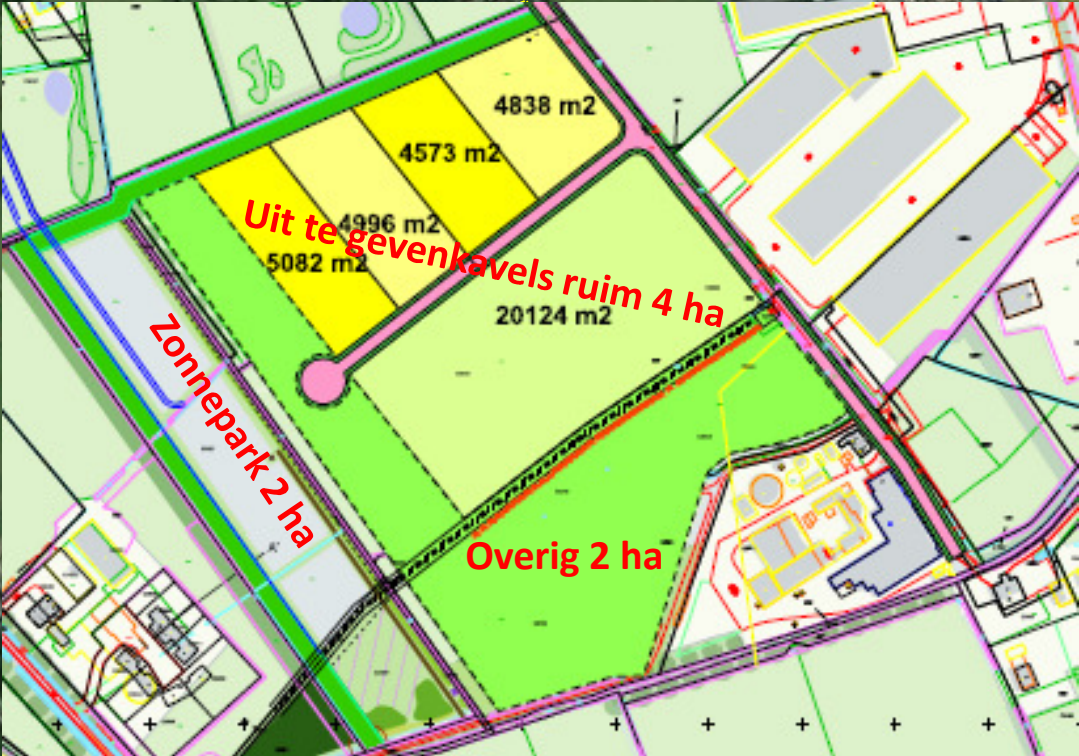 4838 m2
4573 m2
4996 m2
5082 m2
Uit te gevenkavels ruim 4 ha
20124 m2
Zonnepark 2 ha
Overig 2 ha